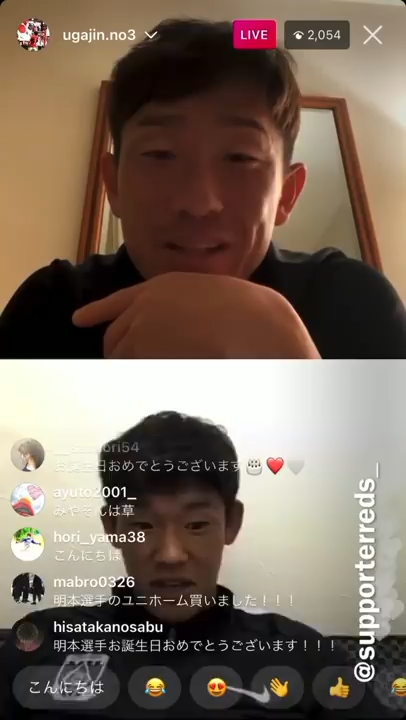 ugajin.no3
LIVE
2,054
お誕生日おめでとうございます🎂❤️🤍
ayuto2001_
みやそんは草
hori_yama38
こんにちは
mabro0326
明本選手のユニホーム買いました！！！
hisatakanosabu
明本選手お誕生日おめでとうございます！！！
こんにちは 😂 😍 👋 👍 😂
@supporterreds_